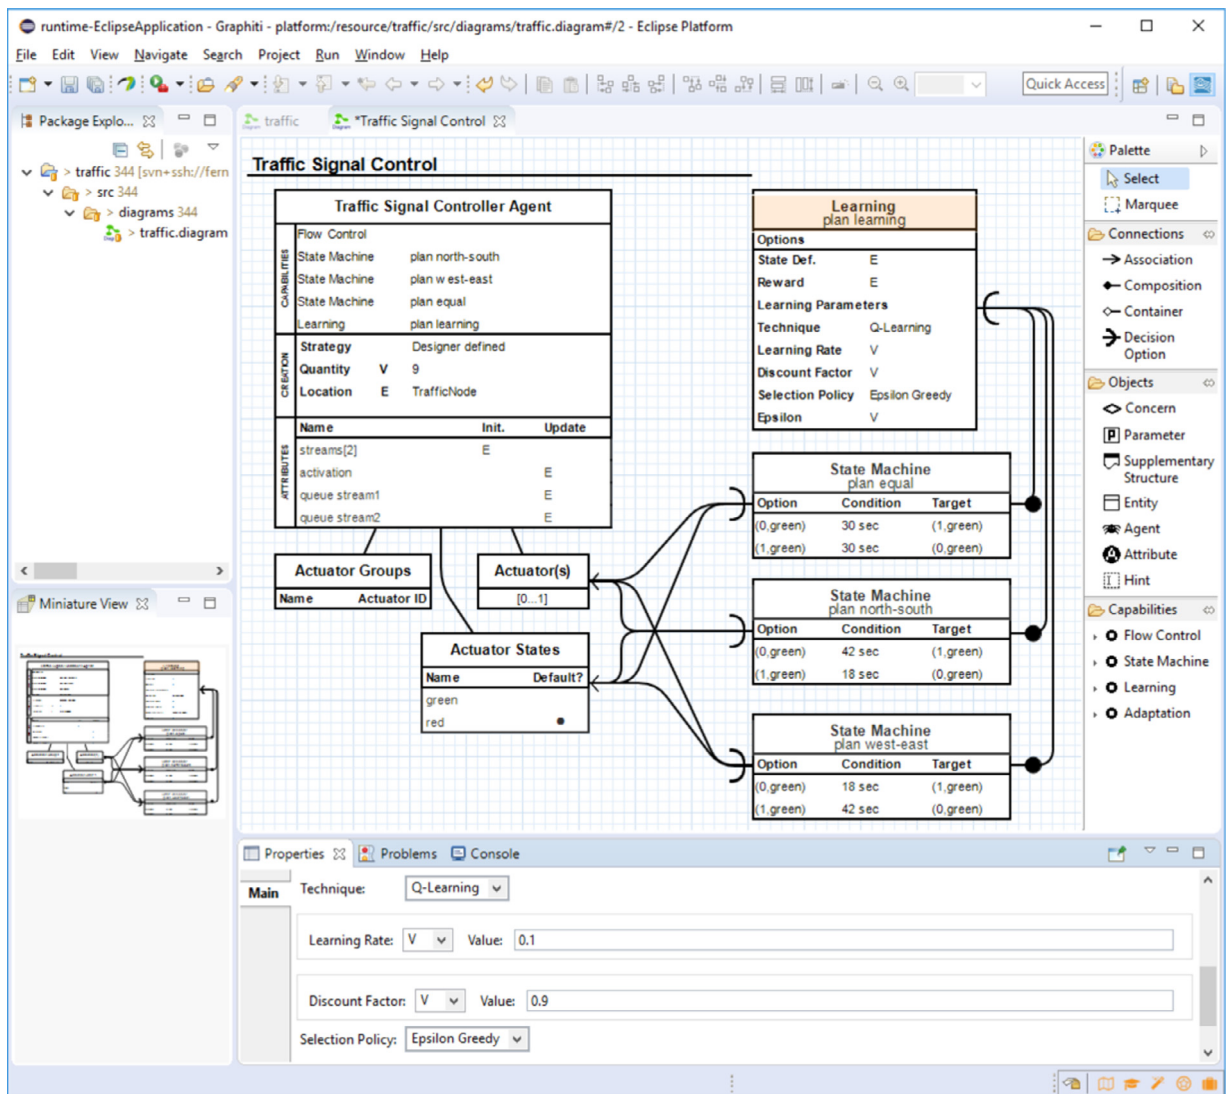 runtime-EclipseApplication - Graphiti - platform:/resource/traffic/src/diagrams/traffic.diagram#/2 - Eclipse Platform
File Edit View Navigate Search Project Run Window Help
Quick Access
Package Explo...
> traffic 344 [svn+ssh://fern
> src 344
> diagrams 344
> traffic.diagram
Miniature View
traffic
*Traffic Signal Control
Traffic Signal Control
Traffic Signal Controller Agent
CAPABILITIES
Flow Control
State Machine plan north-south
State Machine plan west-east
State Machine plan equal
Learning plan learning
CREATION
Strategy Designer defined
Quantity V 9
Location E TrafficNode
ATTRIBUTES
Name Init. Update
streams[2] E
activation E
queue stream1 E
queue stream2 E
Actuator Groups
Name Actuator ID
Actuator(s)
[0...1]
Actuator States
Name Default?
green
red
Learning
plan learning
Options
State Def. E
Reward E
Learning Parameters
Technique Q-Learning
Learning Rate V
Discount Factor V
Selection Policy Epsilon Greedy
Epsilon V
State Machine
plan equal
Option Condition Target
(0,green) 30 sec (1,green)
(1,green) 30 sec (0,green)
State Machine
plan north-south
Option Condition Target
(0,green) 42 sec (1,green)
(1,green) 18 sec (0,green)
State Machine
plan west-east
Option Condition Target
(0,green) 18 sec (1,green)
(1,green) 42 sec (0,green)
Palette
Select
Marquee
Connections
Association
Composition
Container
Decision
Option
Objects
Concern
Parameter
Supplementary
Structure
Entity
Agent
Attribute
Hint
Capabilities
Flow Control
State Machine
Learning
Adaptation
Properties Problems Console
Main
Technique: Q-Learning
Learning Rate: V Value: 0.1
Discount Factor: V Value: 0.9
Selection Policy: Epsilon Greedy